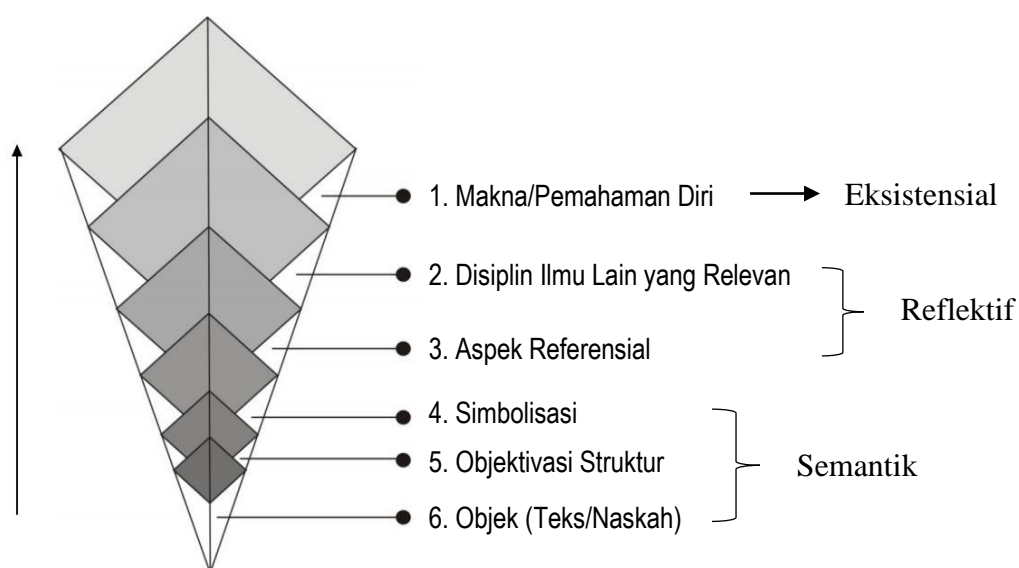 1. Makna/Pemahaman Diri
Eksistensial
2. Disiplin Ilmu Lain yang Relevan
Reflektif
3. Aspek Referensial
4. Simbolisasi
5. Objektivasi Struktur
Semantik
6. Objek (Teks/Naskah)